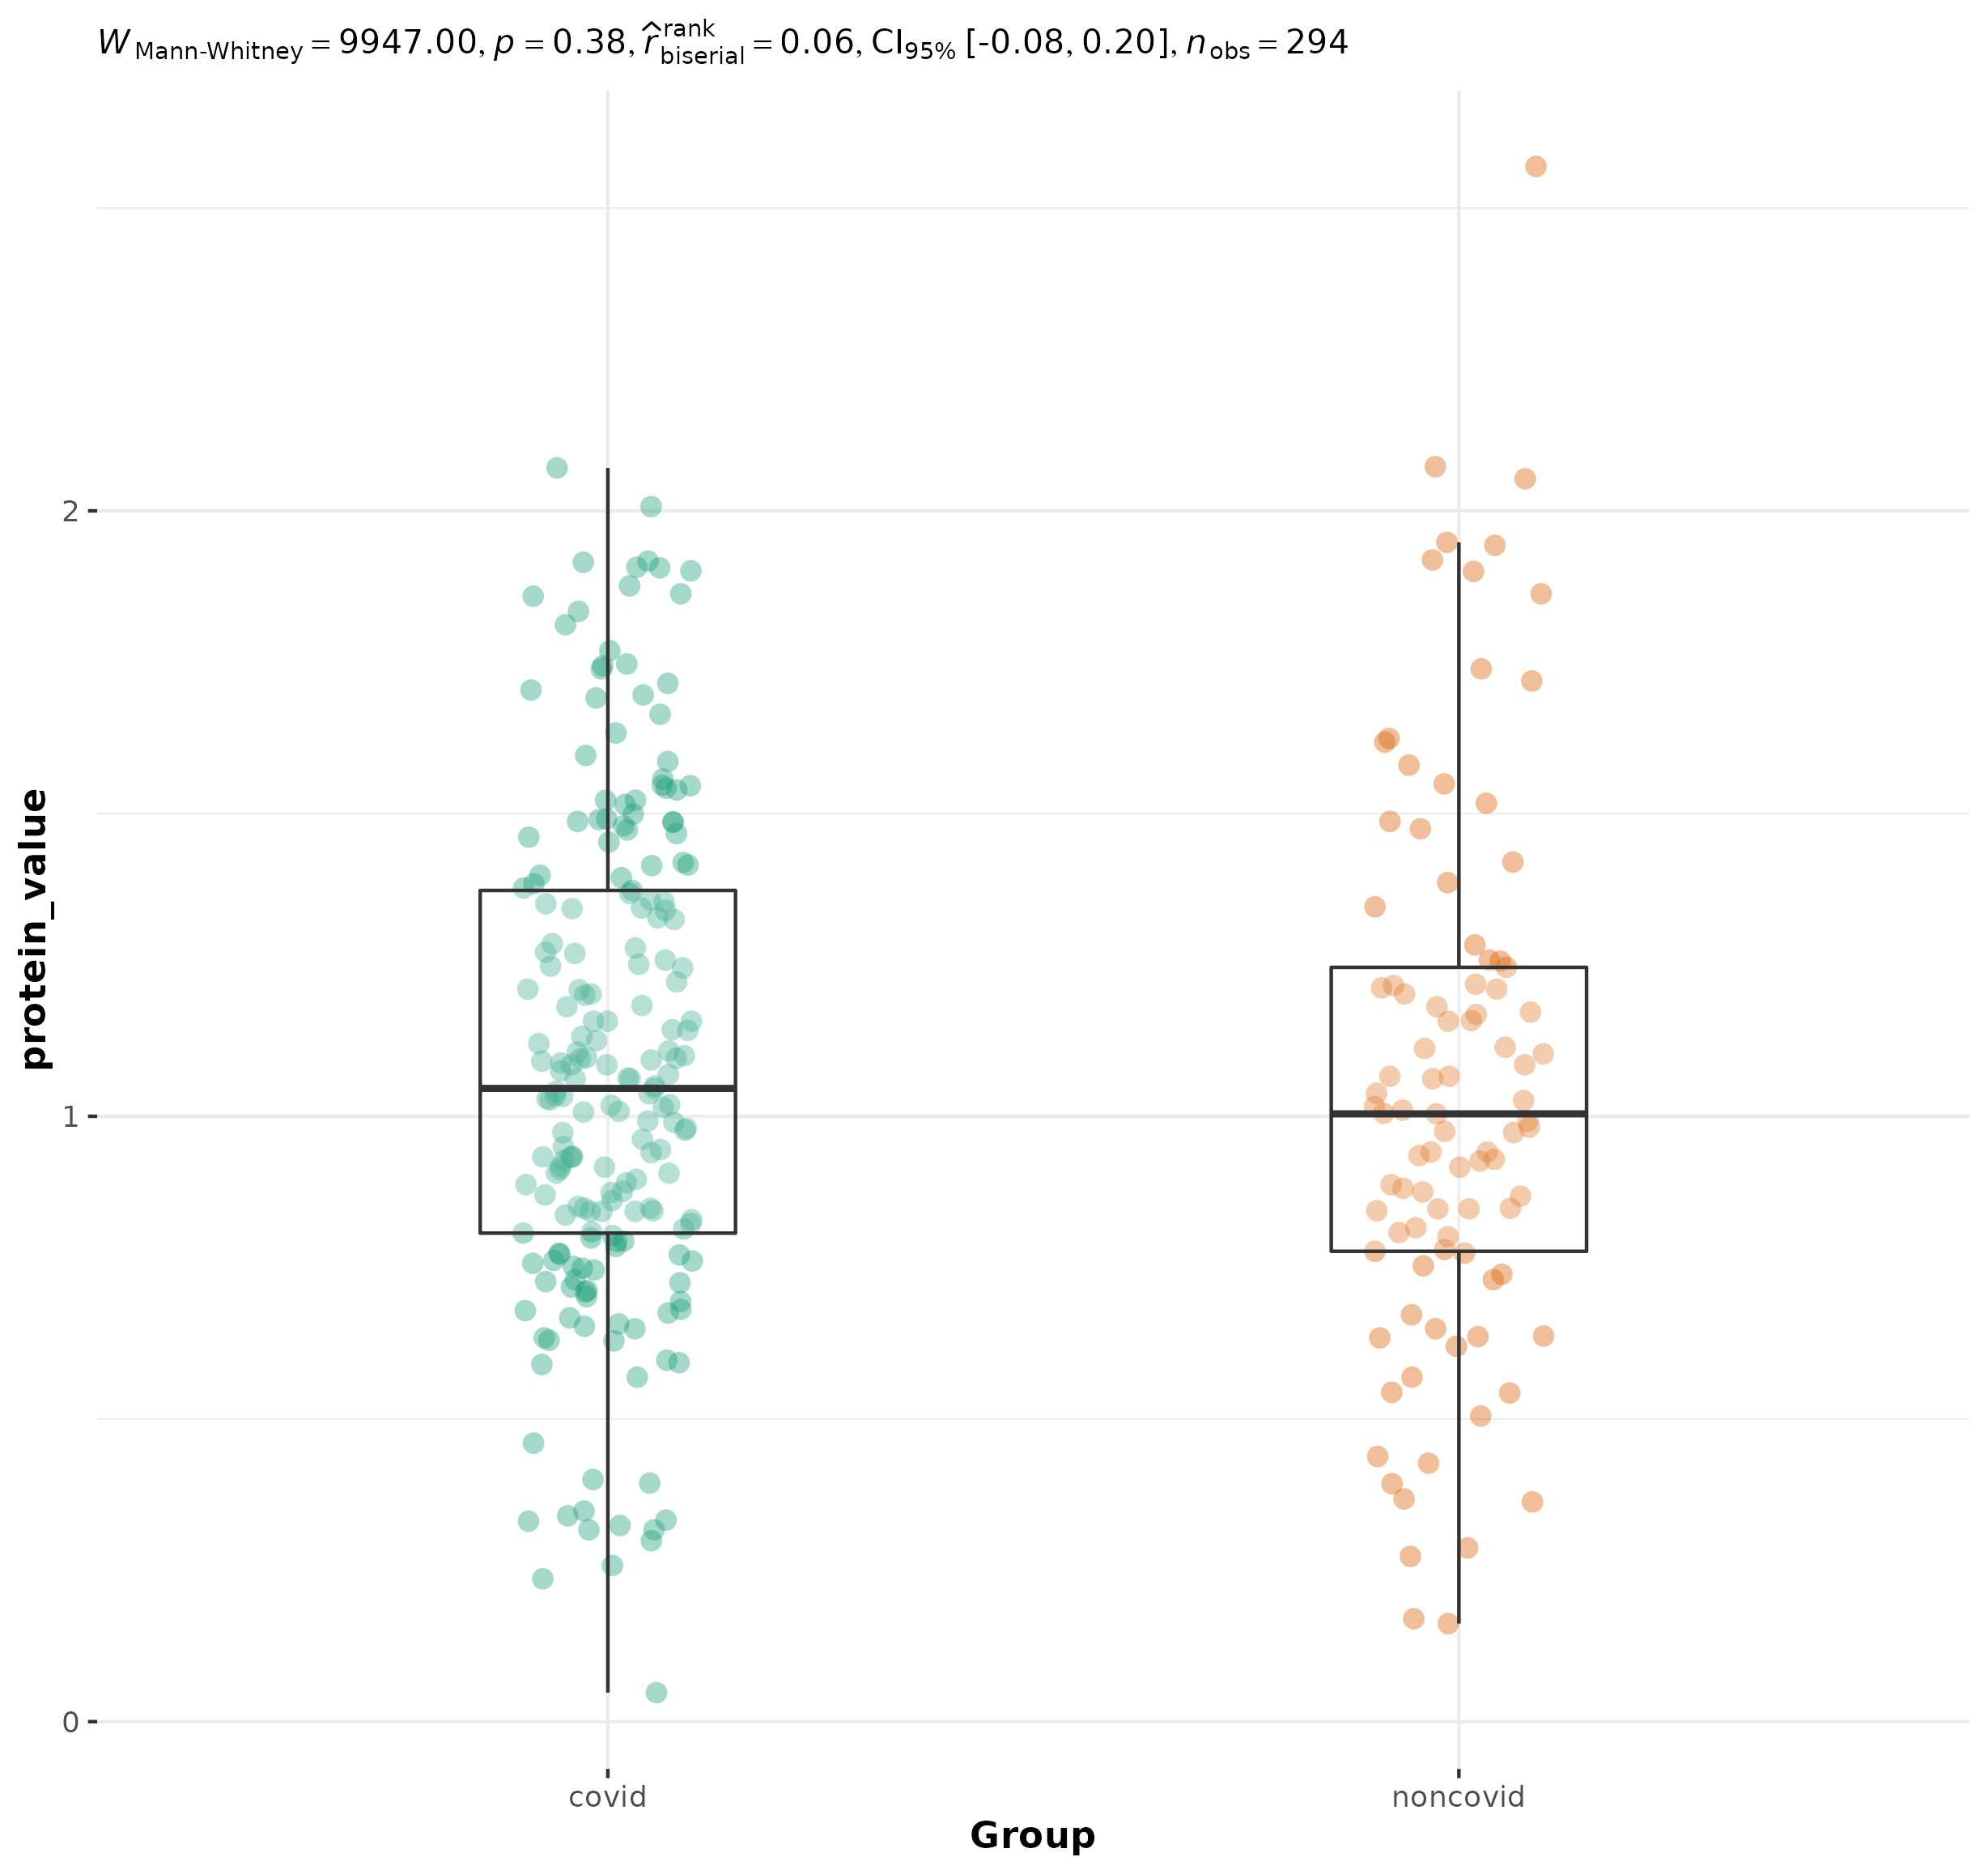 W Mann-Whitney = 9947.00, p = 0.38, r̂ rank biserial = 0.06, CI95% [-0.08, 0.20], n obs = 294
protein_value
2
1
0
covid noncovid
Group